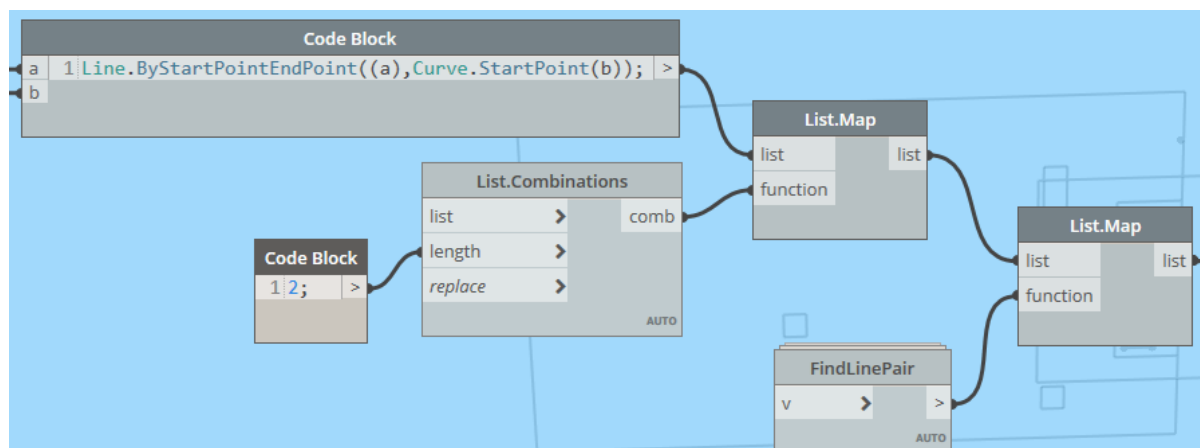 Code Block
a 1 Line.ByStartPointEndPoint((a),Curve.StartPoint(b)); >
b
List.Map
list list
function
List.Combinations
list comb
length
replace
AUTO
Code Block
1 2; >
List.Map
list list
function
FindLinePair
v >
AUTO